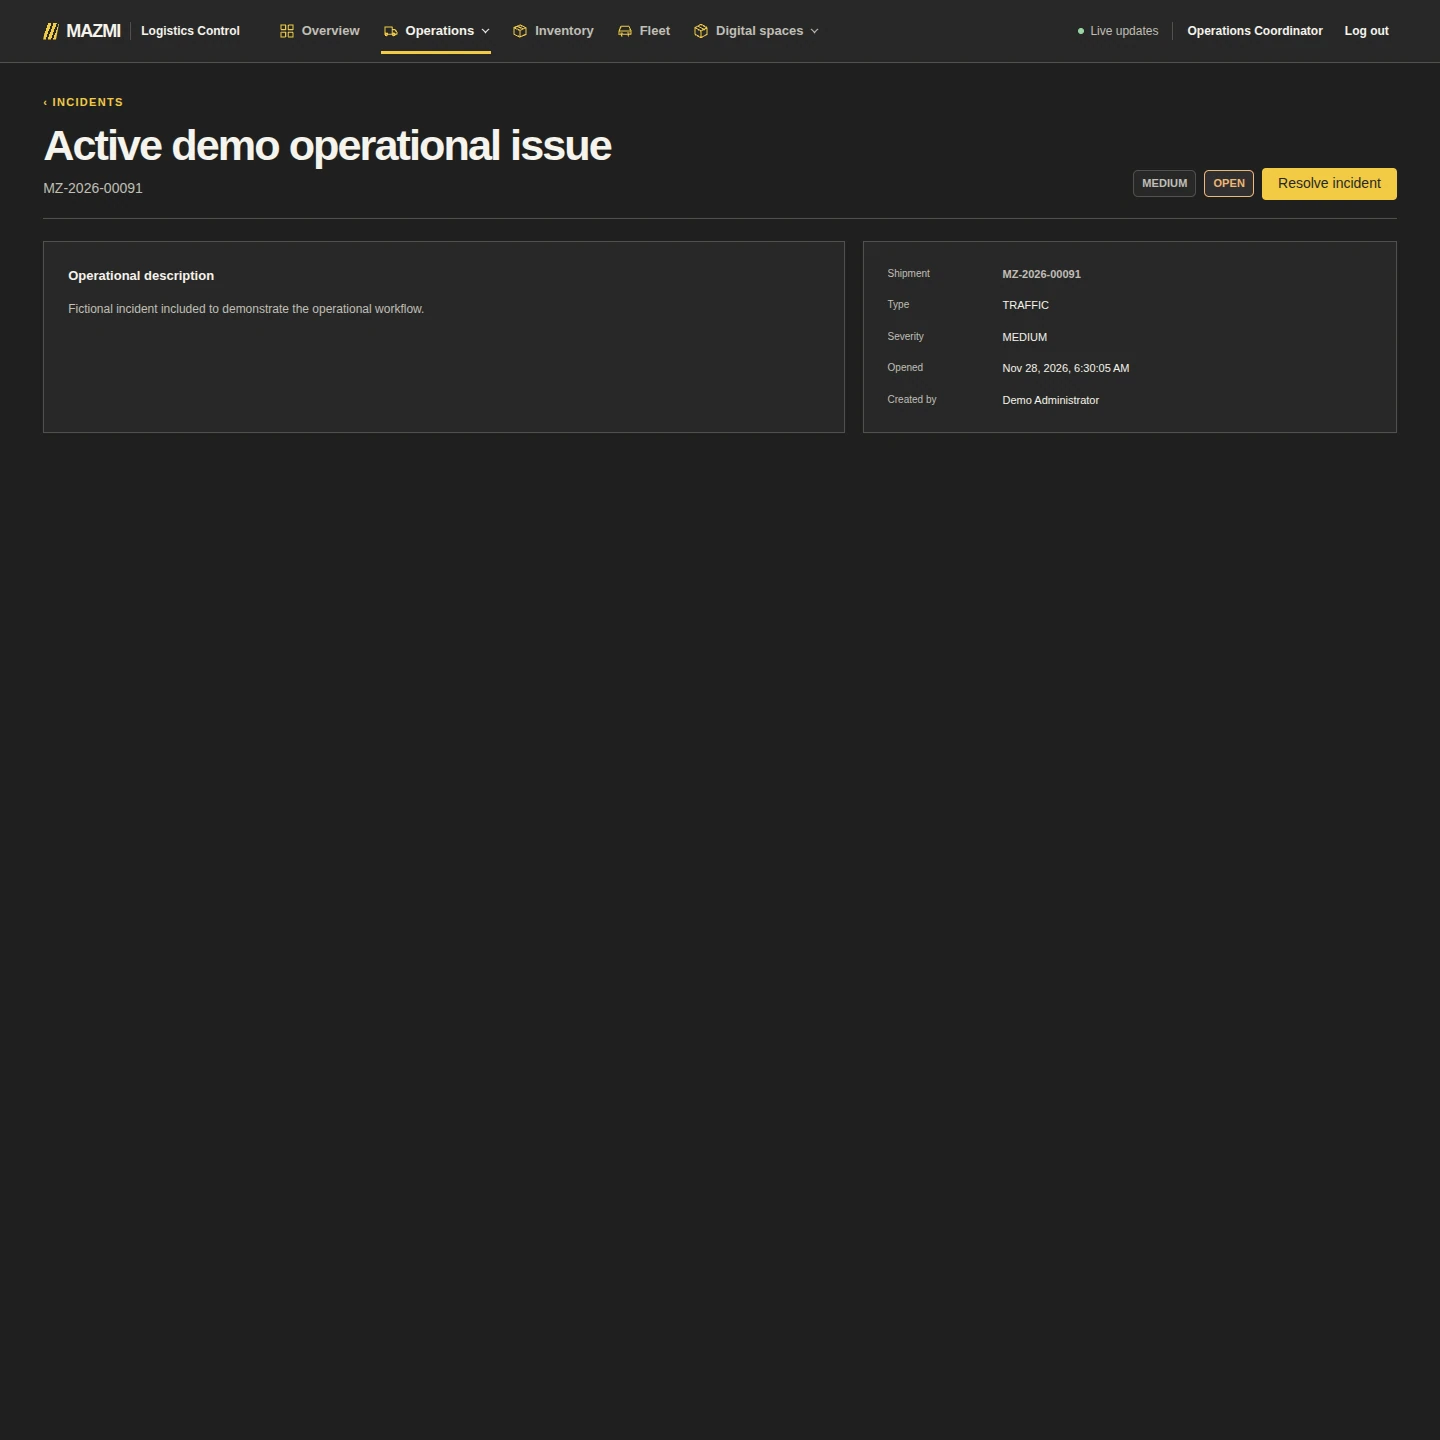 MAZMI
Logistics Control
Overview
Operations
Inventory
Fleet
Digital spaces
Live updates
Operations Coordinator
Log out
‹ INCIDENTS
Active demo operational issue
MZ-2026-00091
MEDIUM
OPEN
Resolve incident
Operational description
Fictional incident included to demonstrate the operational workflow.
Shipment MZ-2026-00091
Type TRAFFIC
Severity MEDIUM
Opened Nov 28, 2026, 6:30:05 AM
Created by Demo Administrator